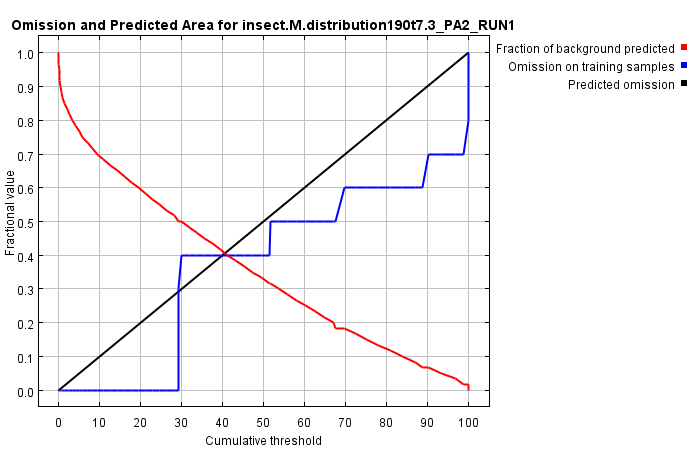 Omission and Predicted Area for insect.M.distribution190t7.3_PA2_RUN1
Fraction of background predicted
Omission on training samples
Predicted omission
1.0
0.9
0.8
0.7
0.6
0.5
0.4
0.3
0.2
0.1
0.0
Fractional value
0 10 20 30 40 50 60 70 80 90 100
Cumulative threshold